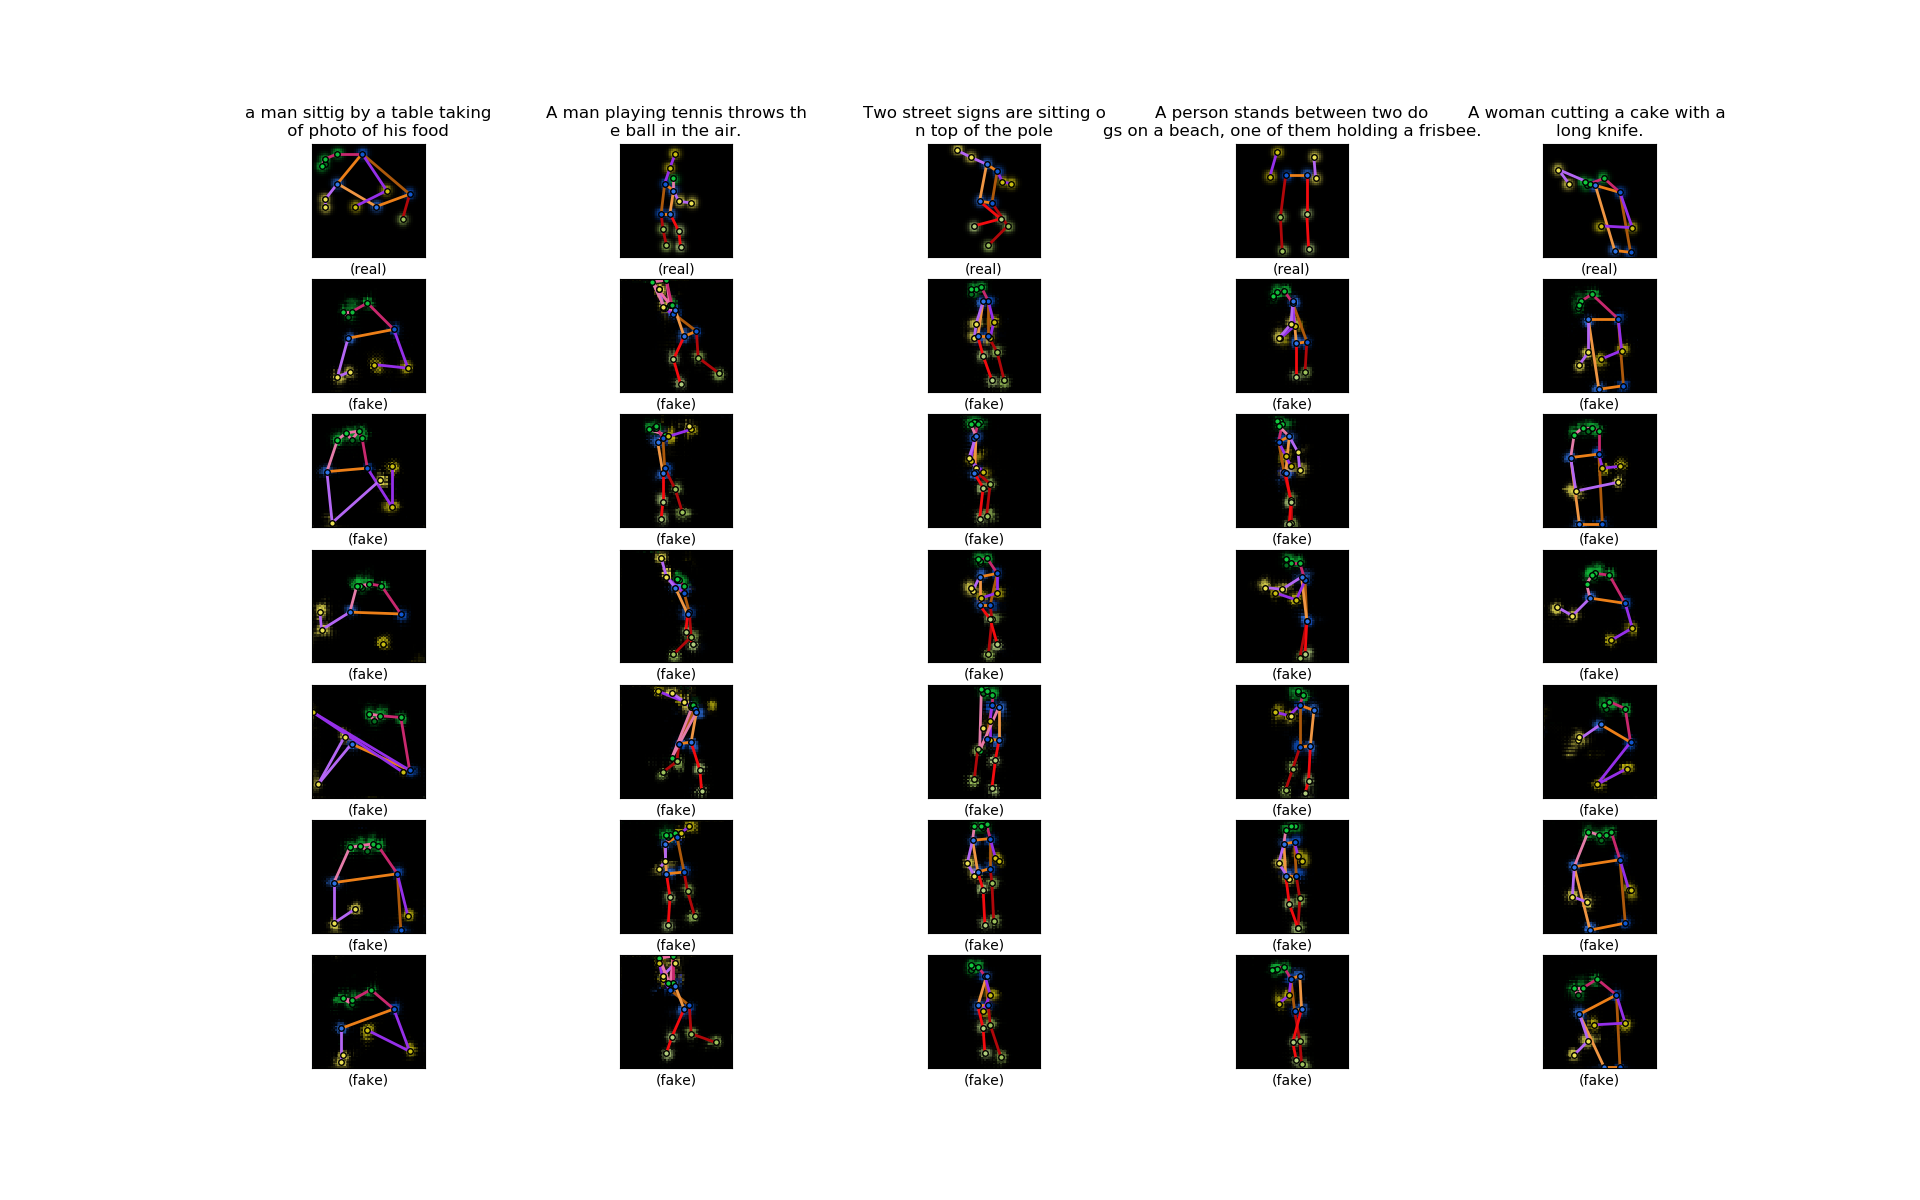 a man sittig by a table taking
of photo of his food
A man playing tennis throws th
e ball in the air.
Two street signs are sitting o
n top of the pole
A person stands between two do
gs on a beach, one of them holding a frisbee.
A woman cutting a cake with a
long knife.
(real) (real) (real) (real) (real)
(fake) (fake) (fake) (fake) (fake)
(fake) (fake) (fake) (fake) (fake)
(fake) (fake) (fake) (fake) (fake)
(fake) (fake) (fake) (fake) (fake)
(fake) (fake) (fake) (fake) (fake)
(fake) (fake) (fake) (fake) (fake)